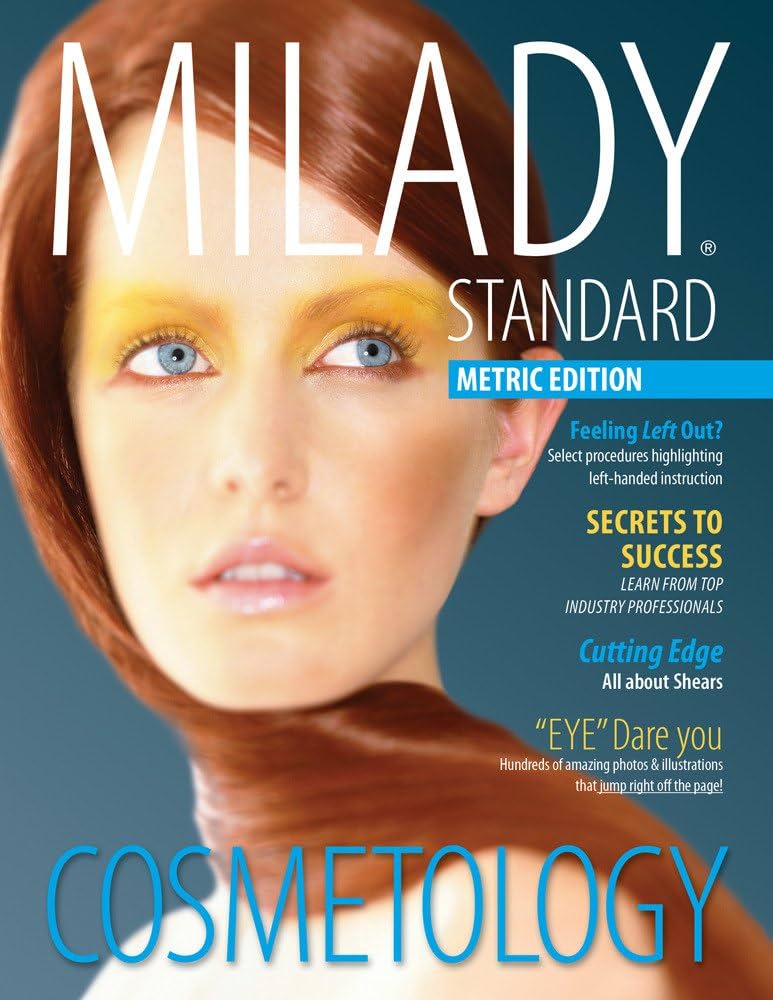 MILADY®
STANDARD
METRIC EDITION
Feeling Left Out?
Select procedures highlighting
left-handed instruction
SECRETS TO
SUCCESS
LEARN FROM TOP
INDUSTRY PROFESSIONALS
Cutting Edge
All about Shears
“EYE” Dare you
Hundreds of amazing photos & illustrations
that jump right off the page!
COSMETOLOGY